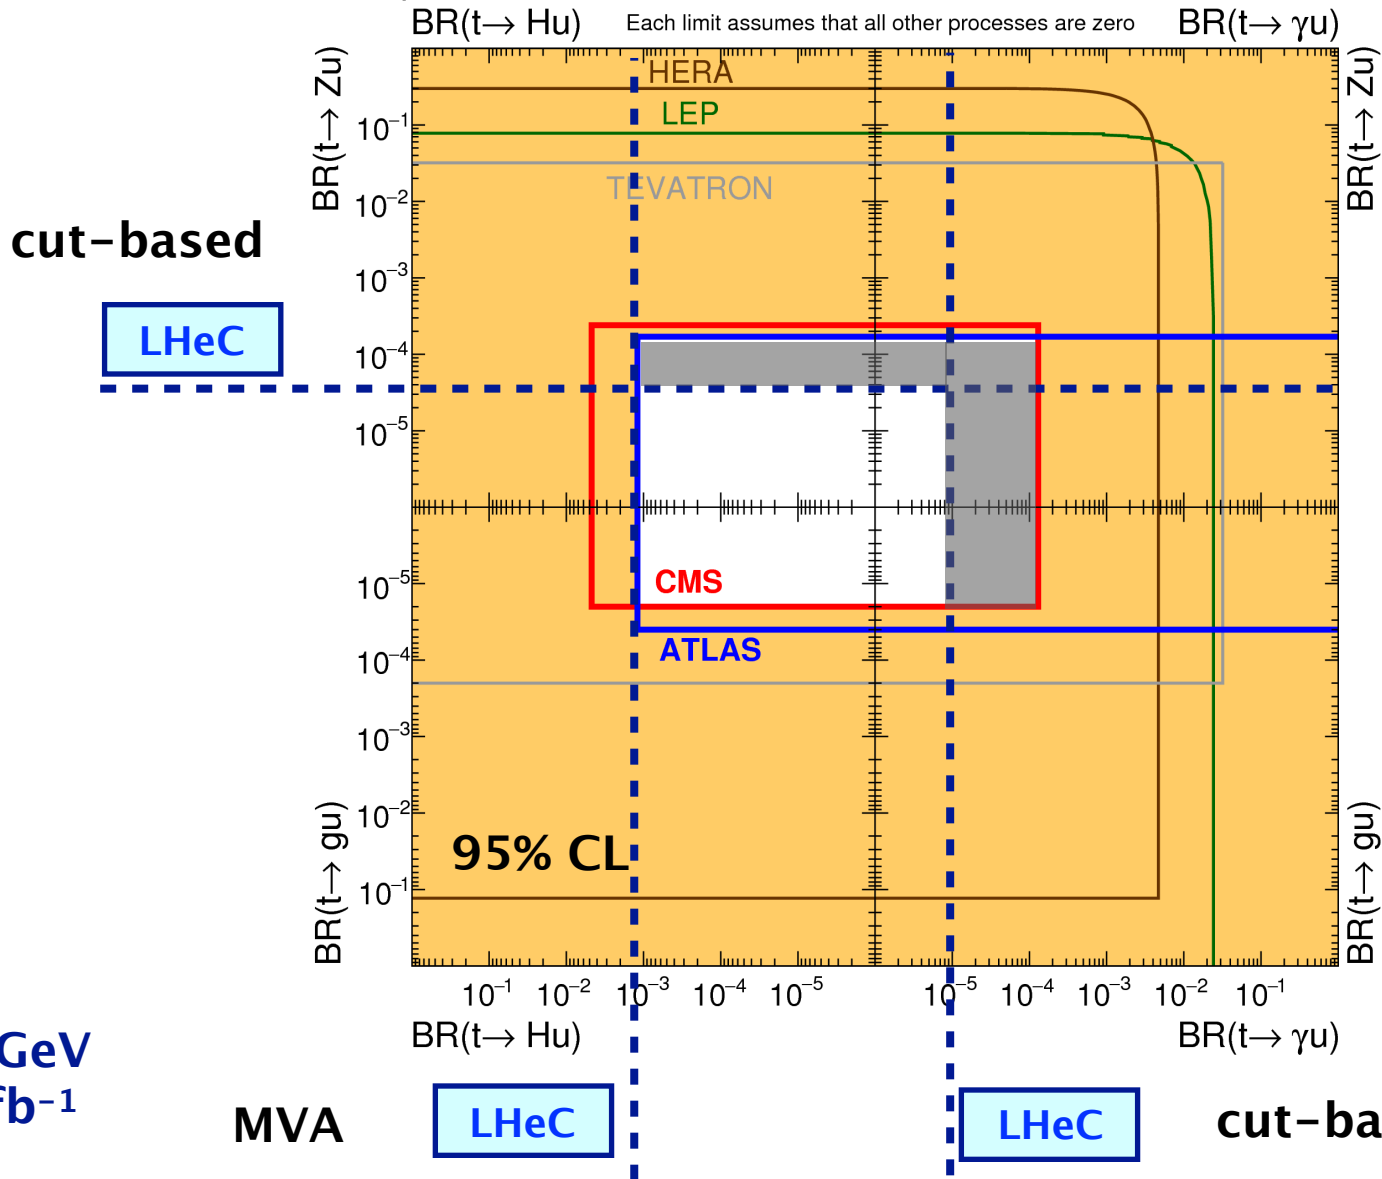 BR(t→ Hu) Each limit assumes that all other processes are zero BR(t→ γu)
BR(t→ Zu)
BR(t→ Zu)
HERA
LEP
TEVATRON
10⁻¹
10⁻²
10⁻³
10⁻⁴
10⁻⁵
cut-based
LHeC
CMS
ATLAS
10⁻⁵
10⁻⁴
10⁻³
10⁻²
10⁻¹
95% CL
BR(t→ gu)
BR(t→ gu)
10⁻¹ 10⁻² 10⁻³ 10⁻⁴ 10⁻⁵ 10⁻⁵ 10⁻⁴ 10⁻³ 10⁻² 10⁻¹
BR(t→ Hu) BR(t→ γu)
GeV
fb⁻¹
MVA LHeC LHeC cut-ba